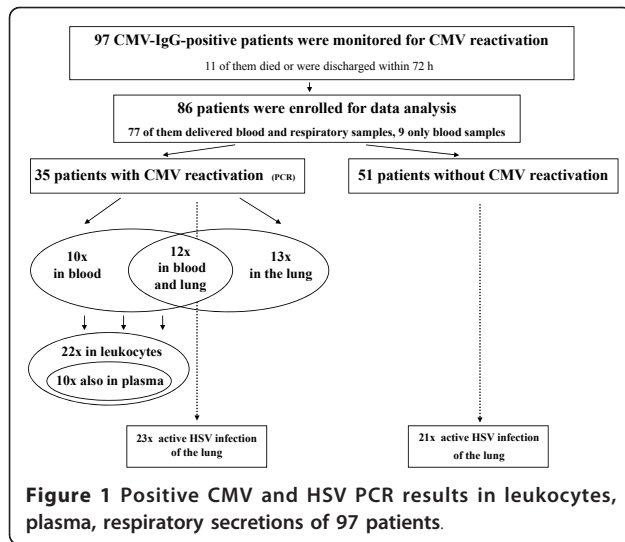 97 CMV-IgG-positive patients were monitored for CMV reactivation
11 of them died or were discharged within 72 h
86 patients were enrolled for data analysis
77 of them delivered blood and respiratory samples, 9 only blood samples
35 patients with CMV reactivation (PCR)
51 patients without CMV reactivation
10x
in blood
12x
in blood
and lung
13x
in the lung
22x in leukocytes
10x also in plasma
23x active HSV infection
of the lung
21x active HSV infection
of the lung
Figure 1 Positive CMV and HSV PCR results in leukocytes,
plasma, respiratory secretions of 97 patients.